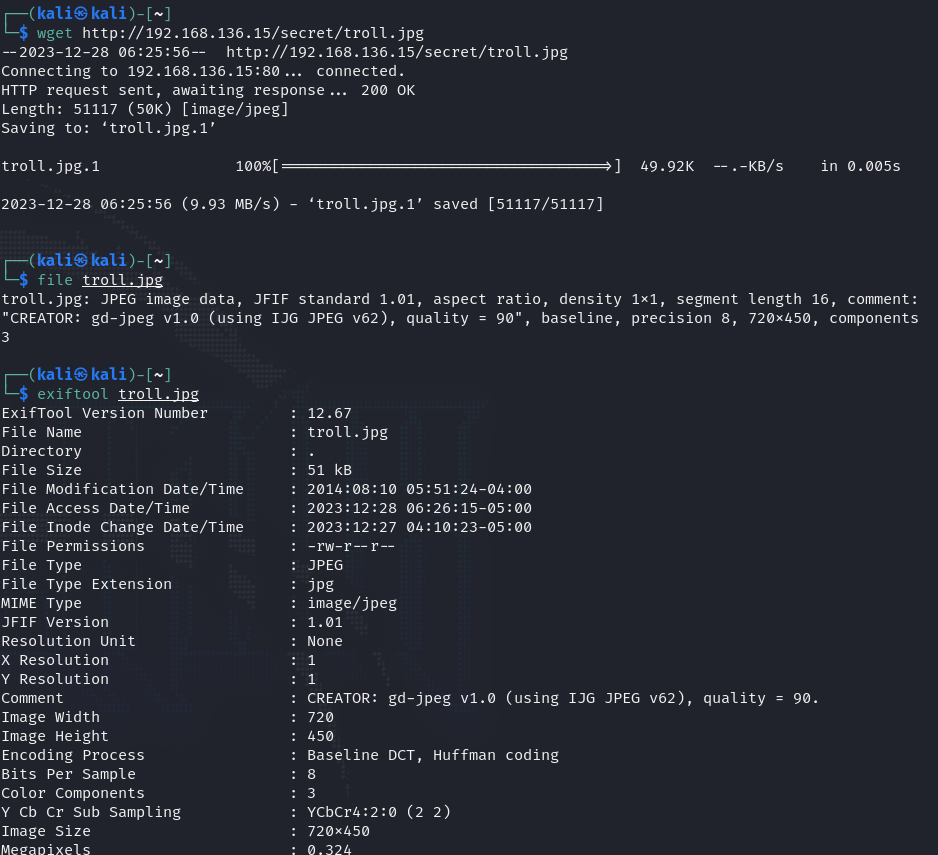 ┌──(kali㉿kali)-[~]
└─$ wget http://192.168.136.15/secret/troll.jpg
--2023-12-28 06:25:56--  http://192.168.136.15/secret/troll.jpg
Connecting to 192.168.136.15:80... connected.
HTTP request sent, awaiting response... 200 OK
Length: 51117 (50K) [image/jpeg]
Saving to: ‘troll.jpg.1’
troll.jpg.1               100%[=====================================>]  49.92K  --.-KB/s    in 0.005s
2023-12-28 06:25:56 (9.93 MB/s) - ‘troll.jpg.1’ saved [51117/51117]
┌──(kali㉿kali)-[~]
└─$ file troll.jpg
troll.jpg: JPEG image data, JFIF standard 1.01, aspect ratio, density 1×1, segment length 16, comment:
"CREATOR: gd-jpeg v1.0 (using IJG JPEG v62), quality = 90", baseline, precision 8, 720×450, components
3
┌──(kali㉿kali)-[~]
└─$ exiftool troll.jpg
ExifTool Version Number         : 12.67
File Name                       : troll.jpg
Directory                       : .
File Size                       : 51 kB
File Modification Date/Time     : 2014:08:10 05:51:24-04:00
File Access Date/Time           : 2023:12:28 06:26:15-05:00
File Inode Change Date/Time     : 2023:12:27 04:10:23-05:00
File Permissions                : -rw-r--r--
File Type                       : JPEG
File Type Extension             : jpg
MIME Type                       : image/jpeg
JFIF Version                    : 1.01
Resolution Unit                 : None
X Resolution                    : 1
Y Resolution                    : 1
Comment                         : CREATOR: gd-jpeg v1.0 (using IJG JPEG v62), quality = 90.
Image Width                     : 720
Image Height                    : 450
Encoding Process                : Baseline DCT, Huffman coding
Bits Per Sample                 : 8
Color Components                : 3
Y Cb Cr Sub Sampling            : YCbCr4:2:0 (2 2)
Image Size                      : 720×450
Megapixels                      : 0.324